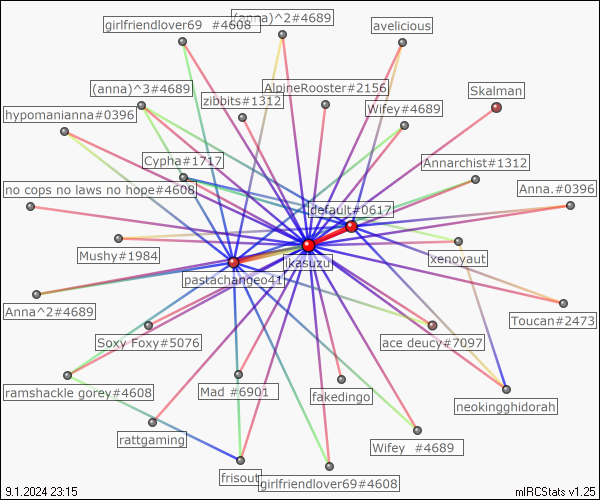 (anna)^2#4689
girlfriendlover69 #4608
avelicious
(anna)^3#4689
AlpineRooster#2156
Skalman
zibbits#1312
Wifey#4689
hypomanianna#0396
Cypha#1717
Annarchist#1312
no cops no laws no hope#4608
Anna.#0396
default#0617
Mushy#1984
ikasuzu
xenoyaut
pastachangeo41
Anna^2#4689
Toucan#2473
Soxy Foxy#5076
ace deucy#7097
ramshackle gorey#4608
Mad #6901
fakedingo
neokingghidorah
rattgaming
Wifey #4689
frisout
girlfriendlover69#4608
9.1.2024 23:15
mIRCStats v1.25